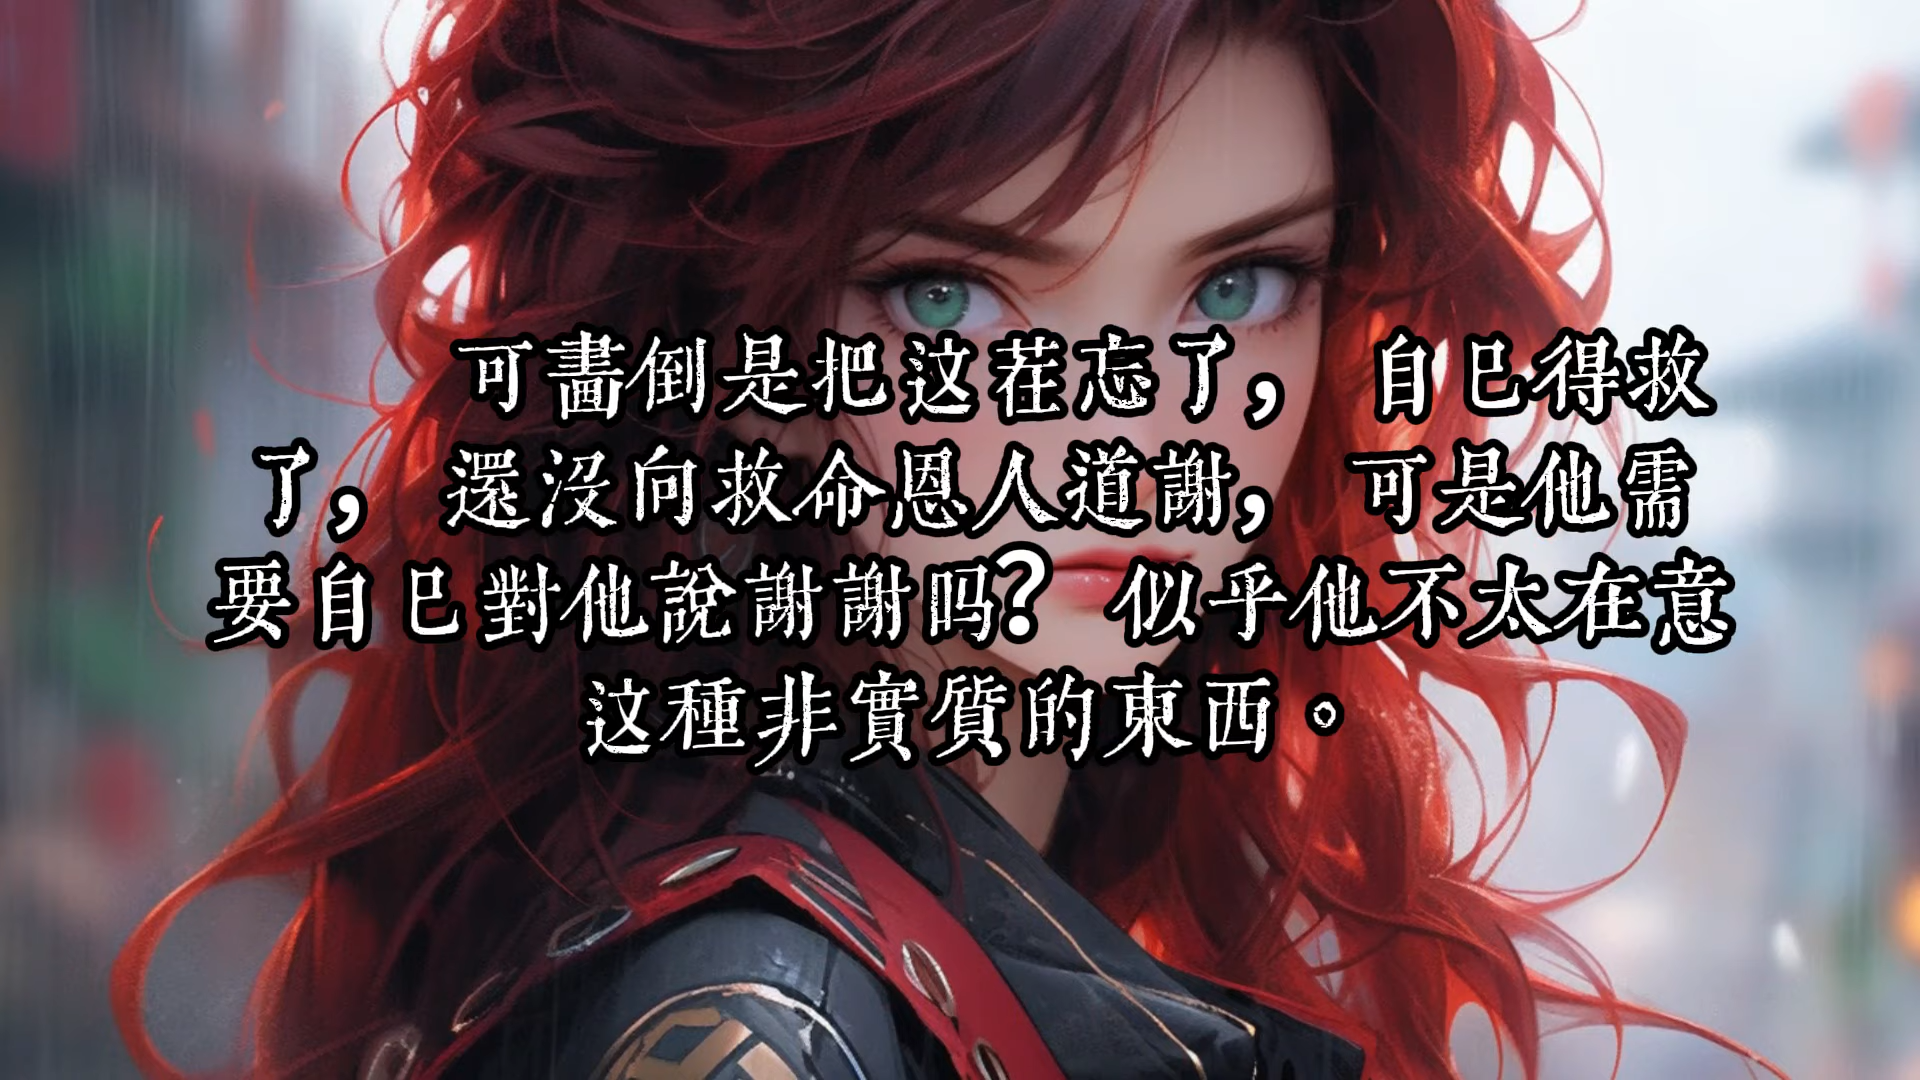 可畵倒是把这茬忘了，自已得救
了，還没向救命恩人道謝，可是他需
要自已對他説謝謝吗？似乎他不太在意
这種非實質的東西。